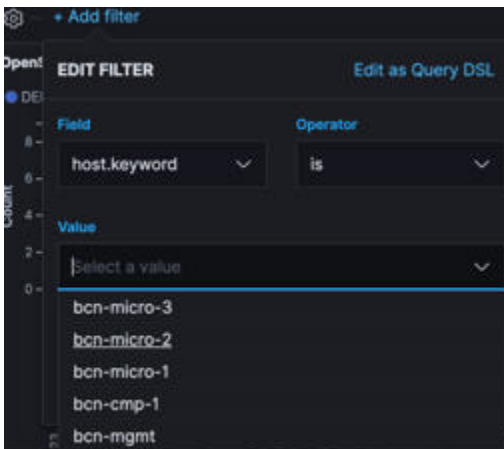 + Add filter
EDIT FILTER
Edit as Query DSL
Field
Operator
host.keyword
is
Value
Select a value
bcn-micro-3
bcn-micro-2
bcn-micro-1
bcn-cmp-1
bcn-mgmt
8
6
4
2
0
Count